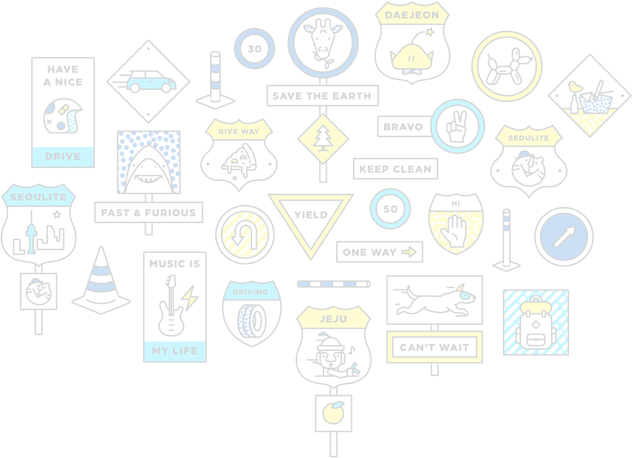 DAEJEON
30
HAVE
A NICE
DRIVE
SAVE THE EARTH
BRAVO
GIVE WAY
SEOULITE
KEEP CLEAN
SEOULITE
FAST & FURIOUS
YIELD
50
HI
ONE WAY
MUSIC IS
MY LIFE
DRIVING
JEJU
CAN'T WAIT